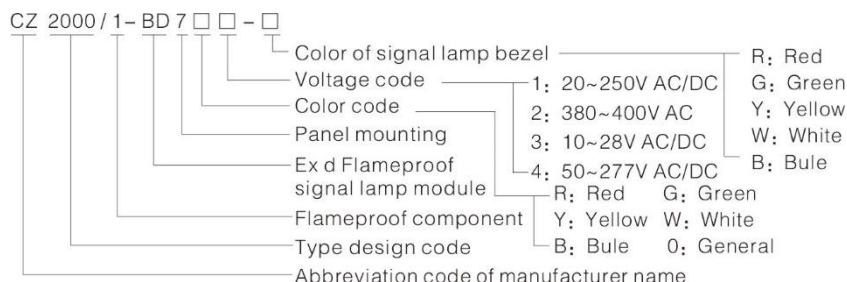 CZ 2000/1-BD7□□-□
Color of signal lamp bezel
R: Red
Voltage code
1: 20~250V AC/DC
G: Green
Color code
2: 380~400V AC
Y: Yellow
Panel mounting
3: 10~28V AC/DC
W: White
Ex d Flameproof
signal lamp module
4: 50~277V AC/DC
B: Bule
R: Red G: Green
Flameproof component
Y: Yellow W: White
Type design code
B: Bule 0: General
Abbreviation code of manufacturer name